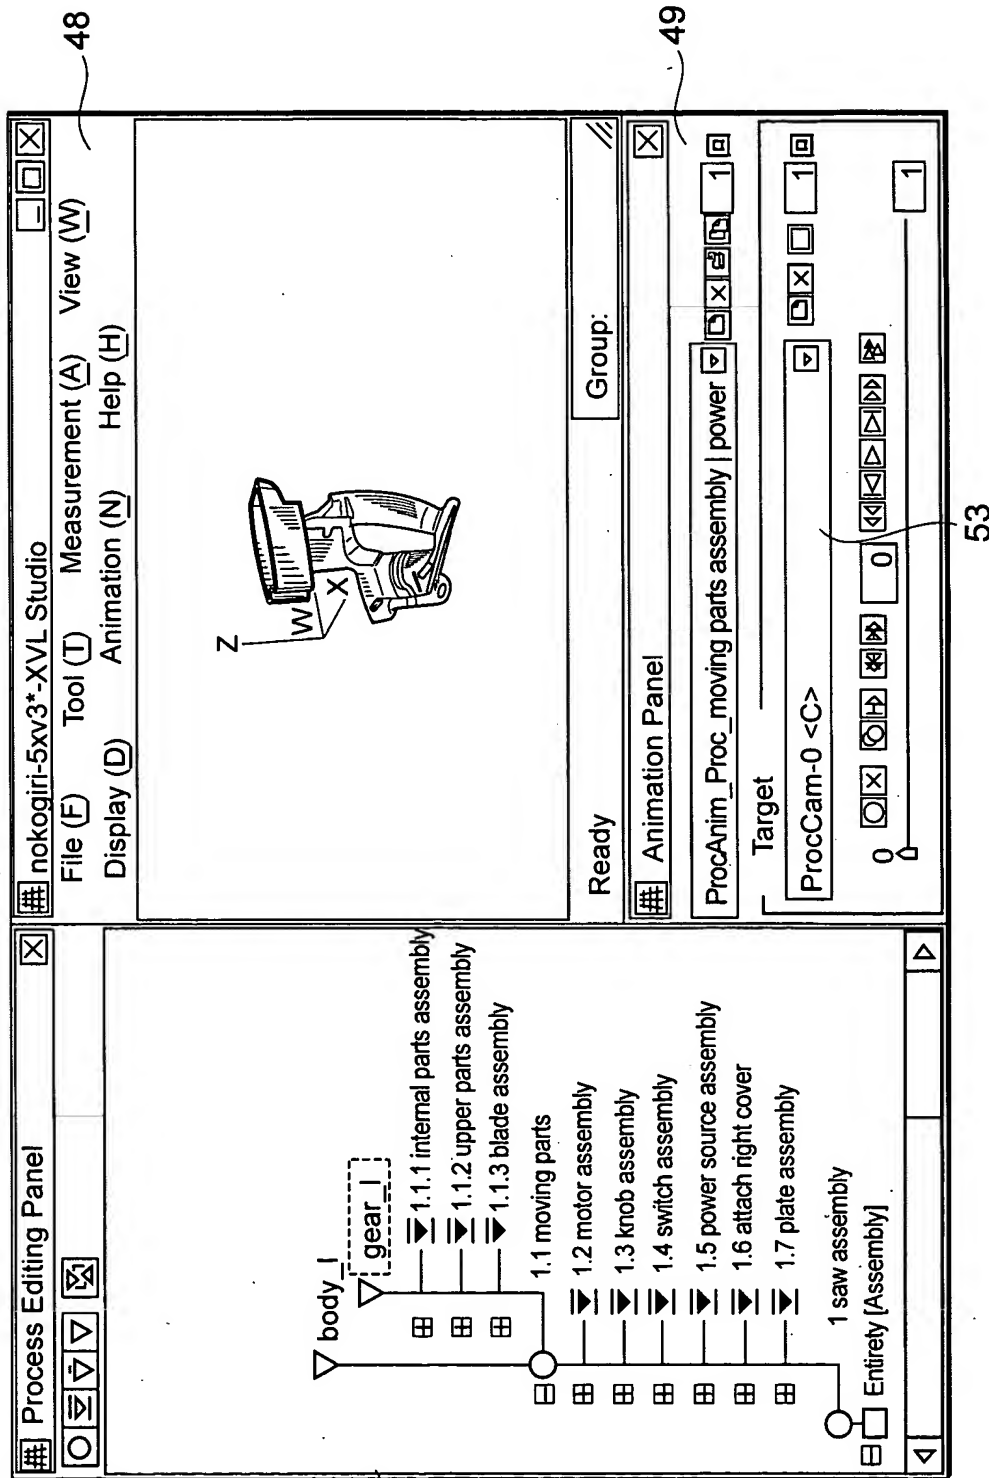 Process Editing Panel
body_l
gear_l
1.1.1 internal parts assembly
1.1.2 upper parts assembly
1.1.3 blade assembly
1.1 moving parts
1.2 motor assembly
1.3 knob assembly
1.4 switch assembly
1.5 power source assembly
1.6 attach right cover
1.7 plate assembly
1 saw assembly
Entirety [Assembly]
nokogiri-5xv3*-XVL Studio
File (F) Tool (T) Measurement (A) View (W)
Display (D) Animation (N) Help (H)
48
Z
W
X
Ready
Group:
Animation Panel
49
ProcAnim_Proc_moving parts assembly | power
1
Target
ProcCam-0 <C>
1
0
0
1
53